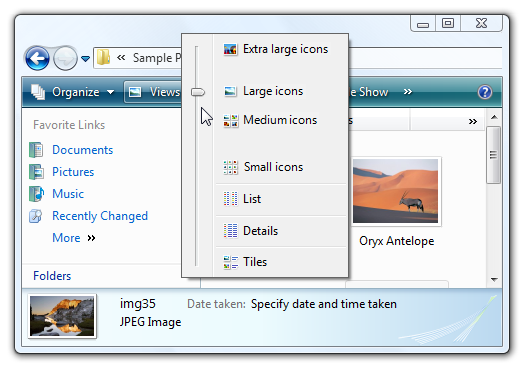 « Sample P
Organize
Views
e Show »
?
Favorite Links
Documents
Pictures
Music
Recently Changed
More »
Folders
Extra large icons
Large icons
Medium icons
Small icons
List
Details
Tiles
s »
Oryx Antelope
img35 Date taken: Specify date and time taken
JPEG Image